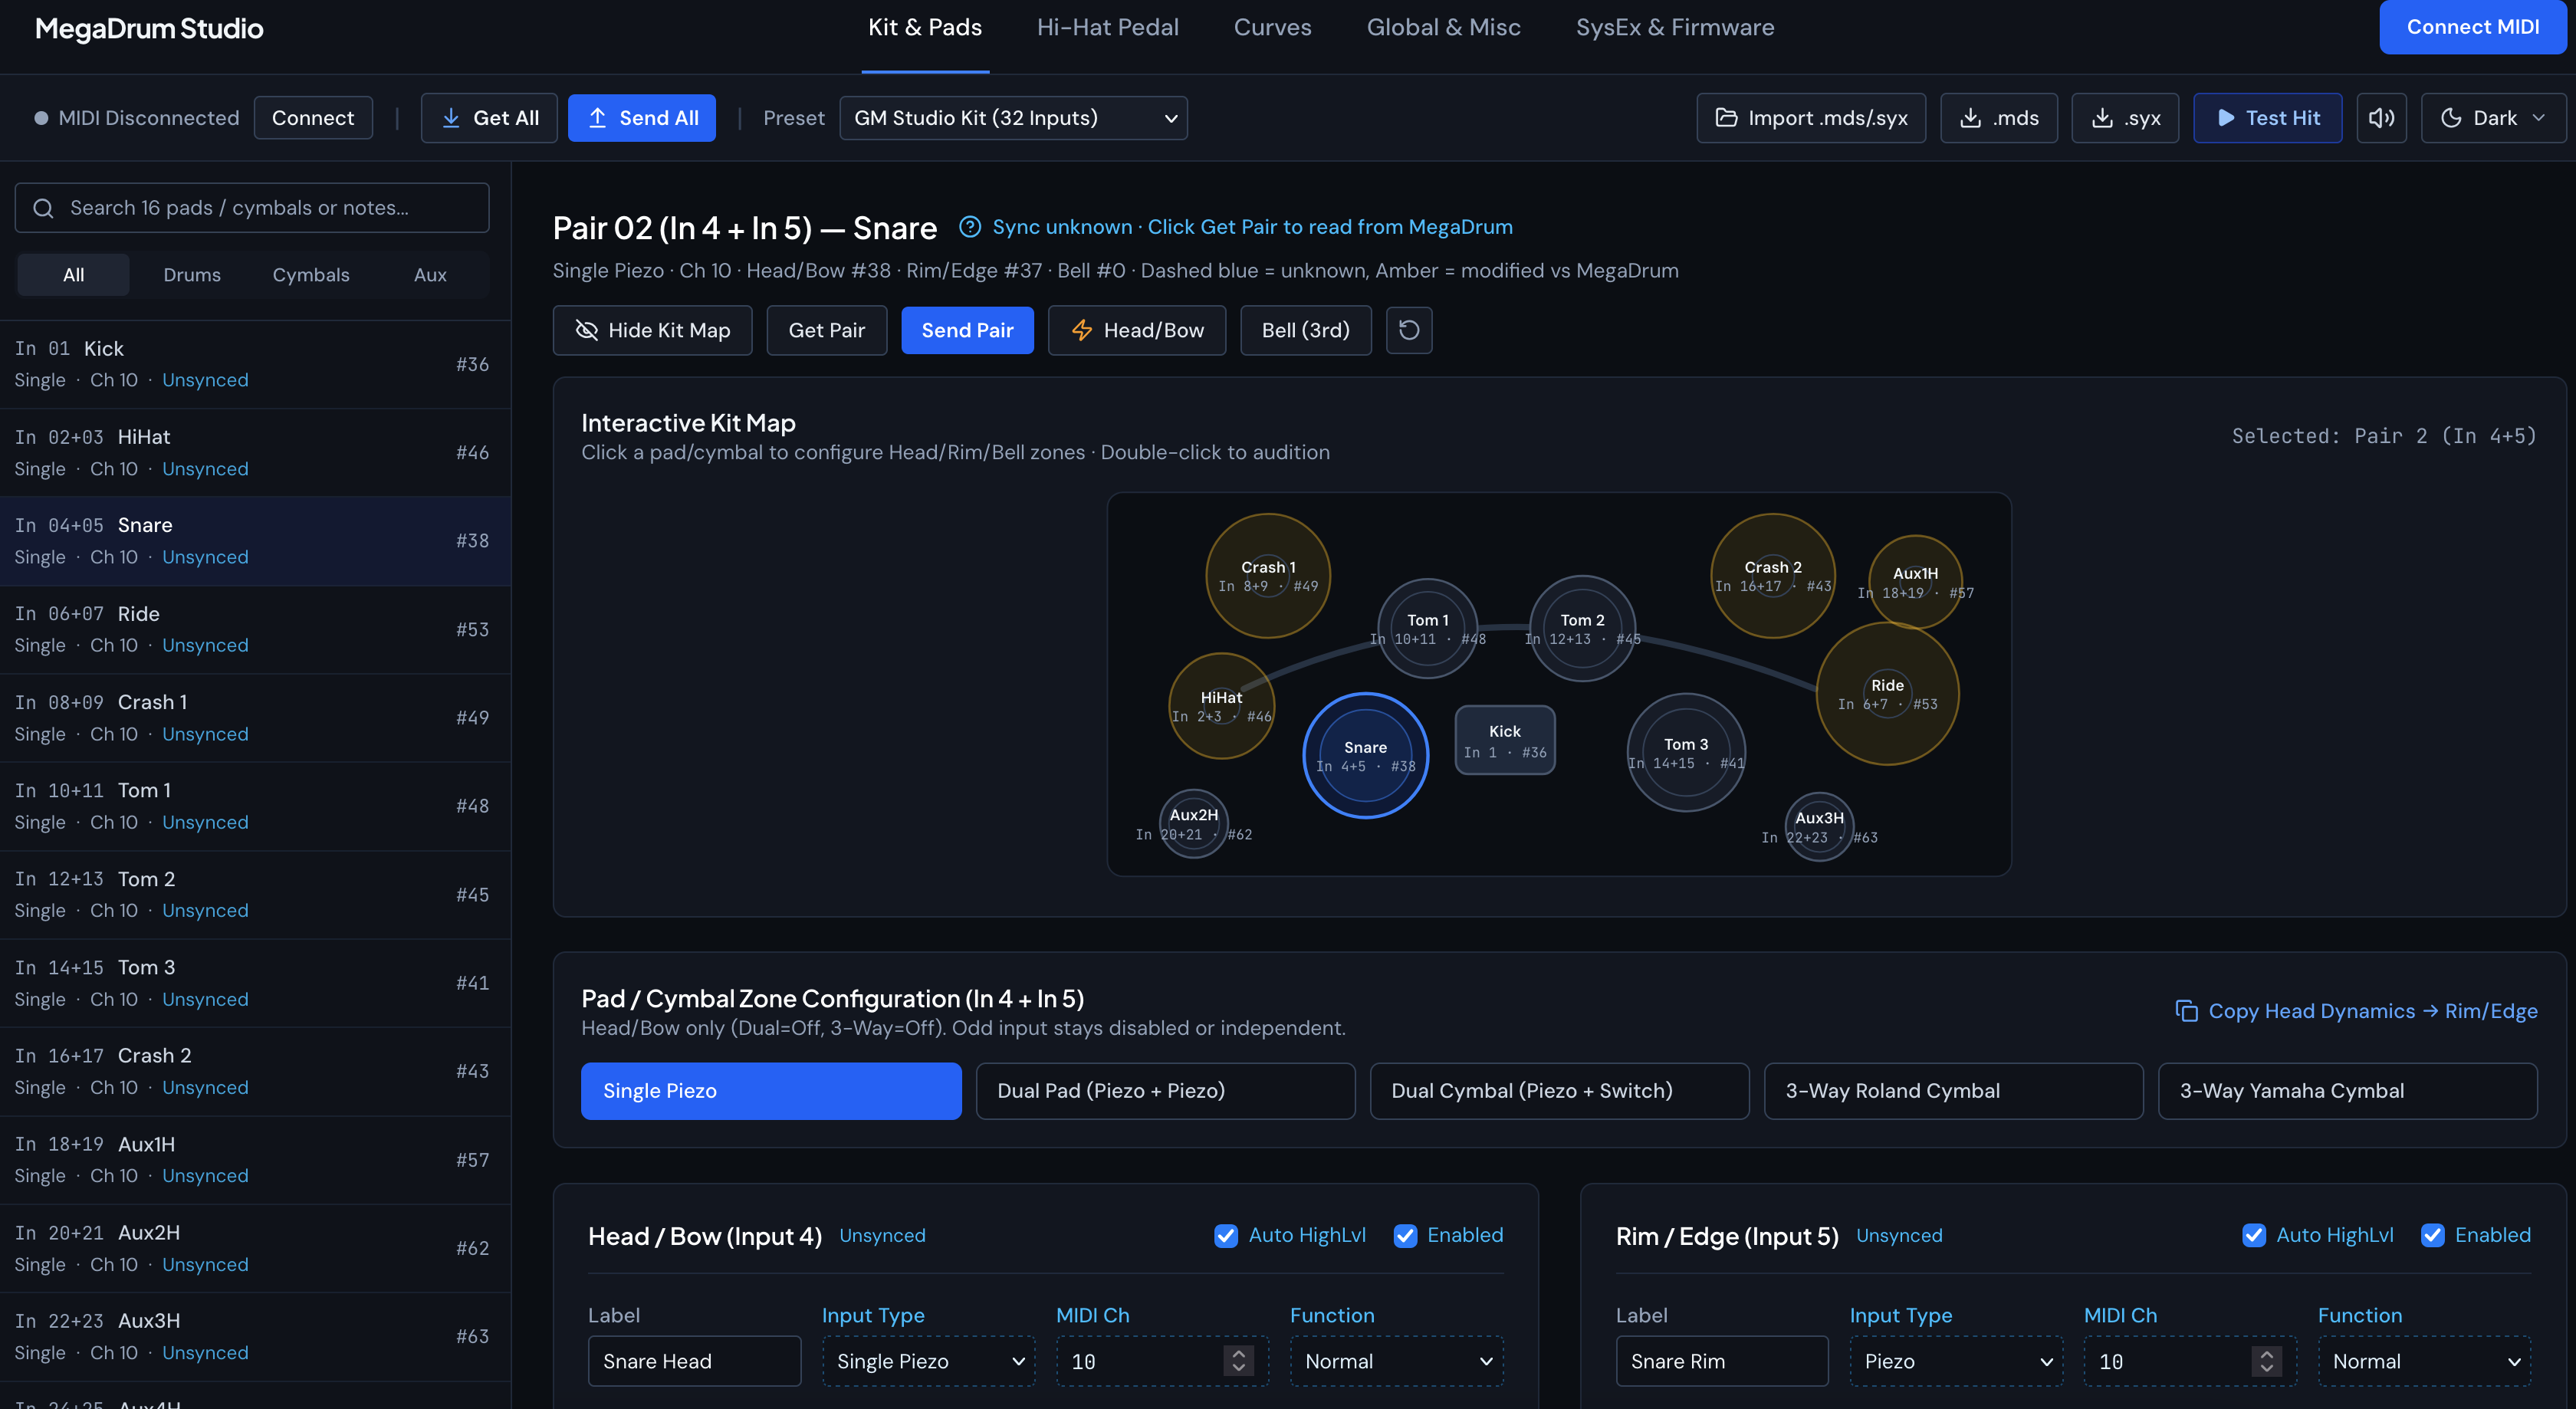 MegaDrum Studio
Kit & Pads
Hi-Hat Pedal
Curves
Global & Misc
SysEx & Firmware
Connect MIDI
MIDI Disconnected
Connect
Get All
Send All
Preset
GM Studio Kit (32 Inputs)
Import .mds/.syx
.mds
.syx
Test Hit
Dark
Search 16 pads / cymbals or notes...
All
Drums
Cymbals
Aux
In 01 Kick
#36
Single · Ch 10 · Unsynced
In 02+03 HiHat
#46
Single · Ch 10 · Unsynced
In 04+05 Snare
#38
Single · Ch 10 · Unsynced
In 06+07 Ride
#53
Single · Ch 10 · Unsynced
In 08+09 Crash 1
#49
Single · Ch 10 · Unsynced
In 10+11 Tom 1
#48
Single · Ch 10 · Unsynced
In 12+13 Tom 2
#45
Single · Ch 10 · Unsynced
In 14+15 Tom 3
#41
Single · Ch 10 · Unsynced
In 16+17 Crash 2
#43
Single · Ch 10 · Unsynced
In 18+19 Aux1H
#57
Single · Ch 10 · Unsynced
In 20+21 Aux2H
#62
Single · Ch 10 · Unsynced
In 22+23 Aux3H
#63
Single · Ch 10 · Unsynced
In 24+25 Aux4H
Pair 02 (In 4 + In 5) — Snare
Sync unknown · Click Get Pair to read from MegaDrum
Single Piezo · Ch 10 · Head/Bow #38 · Rim/Edge #37 · Bell #0 · Dashed blue = unknown, Amber = modified vs MegaDrum
Hide Kit Map
Get Pair
Send Pair
Head/Bow
Bell (3rd)
Interactive Kit Map
Click a pad/cymbal to configure Head/Rim/Bell zones · Double-click to audition
Selected: Pair 2 (In 4+5)
Crash 1
In 8+9 · #49
Crash 2
In 16+17 · #43
Aux1H
In 18+19 · #57
Tom 1
In 10+11 · #48
Tom 2
In 12+13 · #45
HiHat
In 2+3 · #46
Ride
In 6+7 · #53
Snare
In 4+5 · #38
Kick
In 1 · #36
Tom 3
In 14+15 · #41
Aux2H
In 20+21 · #62
Aux3H
In 22+23 · #63
Pad / Cymbal Zone Configuration (In 4 + In 5)
Head/Bow only (Dual=Off, 3-Way=Off). Odd input stays disabled or independent.
Copy Head Dynamics → Rim/Edge
Single Piezo
Dual Pad (Piezo + Piezo)
Dual Cymbal (Piezo + Switch)
3-Way Roland Cymbal
3-Way Yamaha Cymbal
Head / Bow (Input 4)
Unsynced
Auto HighLvl
Enabled
Label
Input Type
MIDI Ch
Function
Snare Head
Single Piezo
10
Normal
Rim / Edge (Input 5)
Unsynced
Auto HighLvl
Enabled
Label
Input Type
MIDI Ch
Function
Snare Rim
Piezo
10
Normal